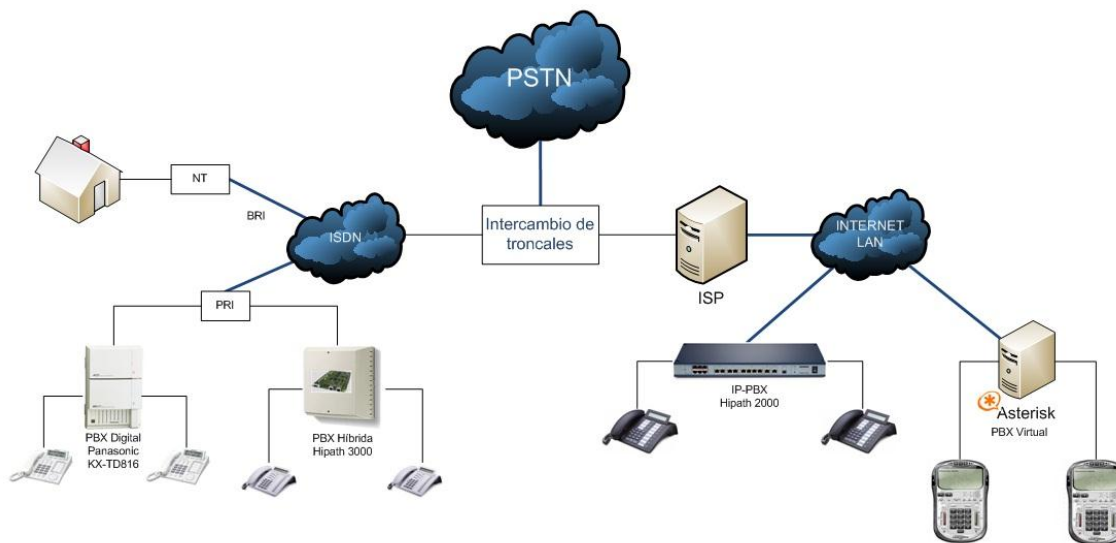 PSTN
NT
BRI
ISDN
Intercambio de
troncales
ISP
INTERNET
LAN
PRI
PBX Digital
Panasonic
KX-TD816
PBX Híbrida
Hipath 3000
IP-PBX
Hipath 2000
Asterisk
PBX Virtual